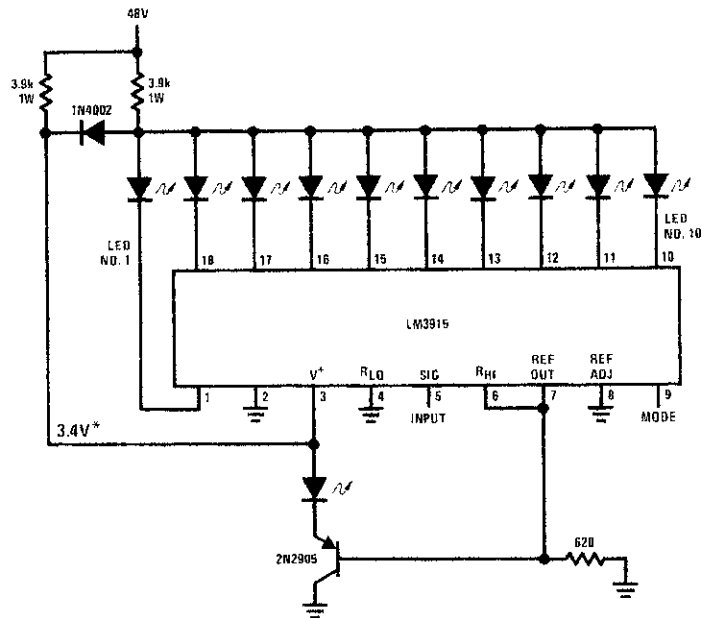 48V
3.9k
1W
3.9k
1W
1N4002
LED
NO. 1
LED
NO. 10
18
17
16
15
14
13
12
11
10
LM3915
V+
RLO
SIG
RHI
REF
OUT
REF
ADJ
1
2
3
4
5
6
7
8
9
INPUT
MODE
3.4V*
2N2905
620